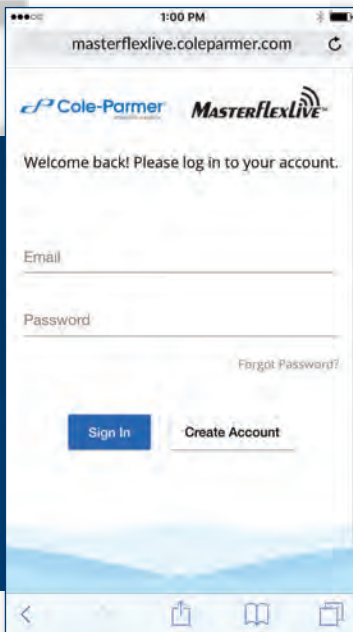 1:00 PM
masterflexlive.coleparmer.com
Cole-Parmer MASTERFLEXLIVE™
Welcome back! Please log in to your account.
Email
Password
Forgot Password?
Sign In Create Account